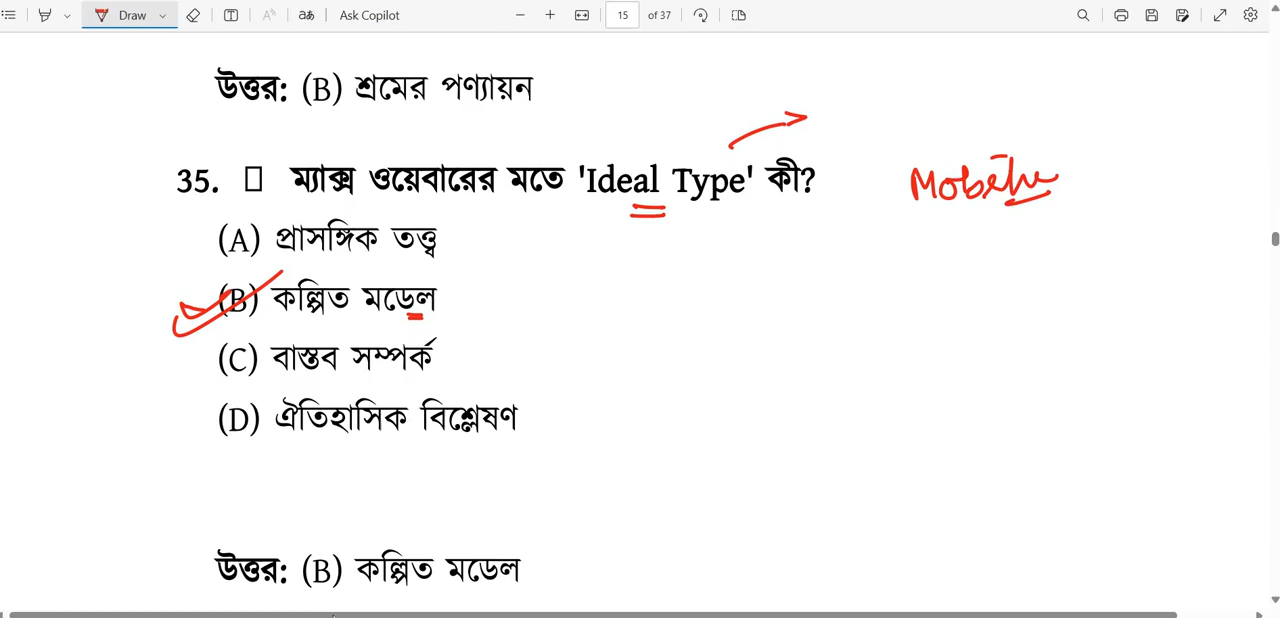 Draw Ask Copilot 15 of 37
উত্তর: (B) শ্রমের পণ্যায়ন
35. ম্যাক্স ওয়েবারের মতে 'Ideal Type' কী?
(A) প্রাসঙ্গিক তত্ত্ব
(B) কল্পিত মডেল
(C) বাস্তব সম্পর্ক
(D) ঐতিহাসিক বিশ্লেষণ
উত্তর: (B) কল্পিত মডেল